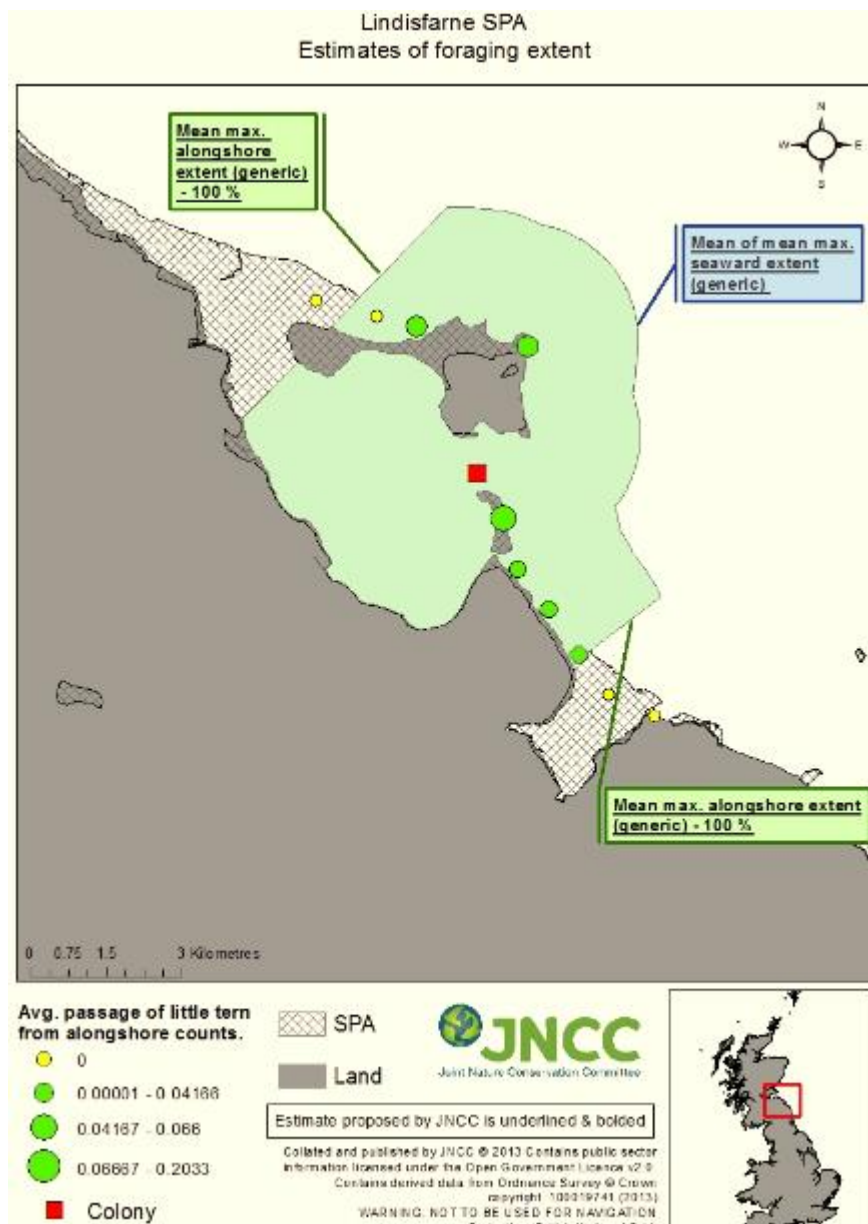 Lindisfarne SPA
Estimates of foraging extent
Mean max.
alongshore
extent (generic)
- 100 %
N
W
E
S
Mean of mean max.
seaward extent
(generic)
Mean max. alongshore extent
(generic) - 100 %
0 0.75 1.5 3 Kilometres
Avg. passage of little tern
from alongshore counts.
0
0.00001 - 0.04166
0.04167 - 0.066
0.06667 - 0.2033
Colony
SPA
Land
JNCC
Joint Nature Conservation Committee
Estimate proposed by JNCC is underlined & bolded
Collated and published by JNCC © 2013 Contains public sector
information licensed under the Open Government Licence v2.0.
Contains derived data from Ordnance Survey © Crown
copyright 100019741 (2013)
WARNING: NOT TO BE USED FOR NAVIGATION